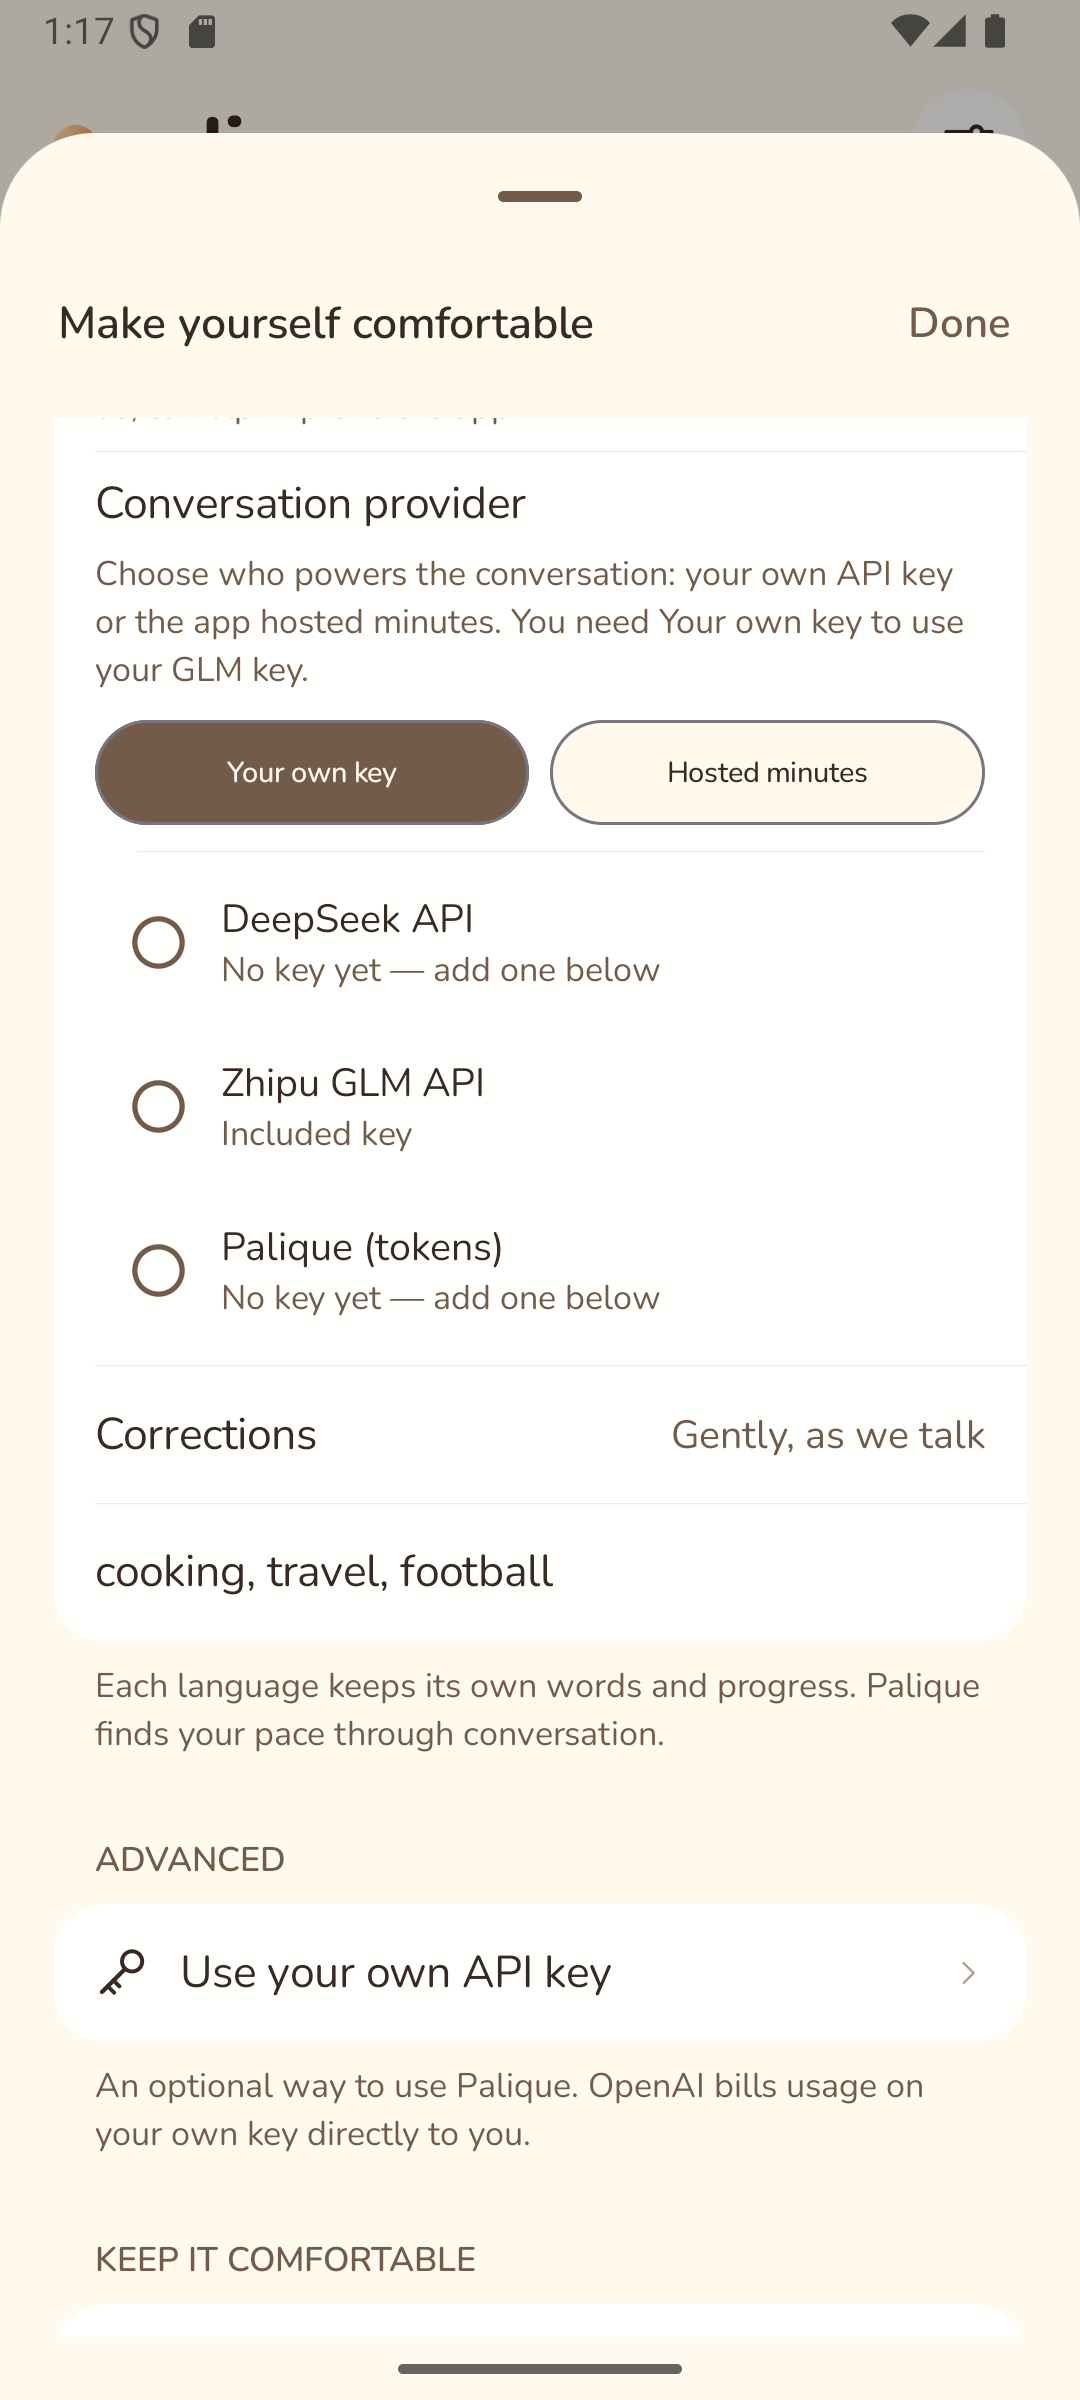 1:17
Make yourself comfortable
Done
Conversation provider
Choose who powers the conversation: your own API key
or the app hosted minutes. You need Your own key to use
your GLM key.
Your own key
Hosted minutes
DeepSeek API
No key yet — add one below
Zhipu GLM API
Included key
Palique (tokens)
No key yet — add one below
Corrections
Gently, as we talk
cooking, travel, football
Each language keeps its own words and progress. Palique
finds your pace through conversation.
ADVANCED
Use your own API key
An optional way to use Palique. OpenAI bills usage on
your own key directly to you.
KEEP IT COMFORTABLE